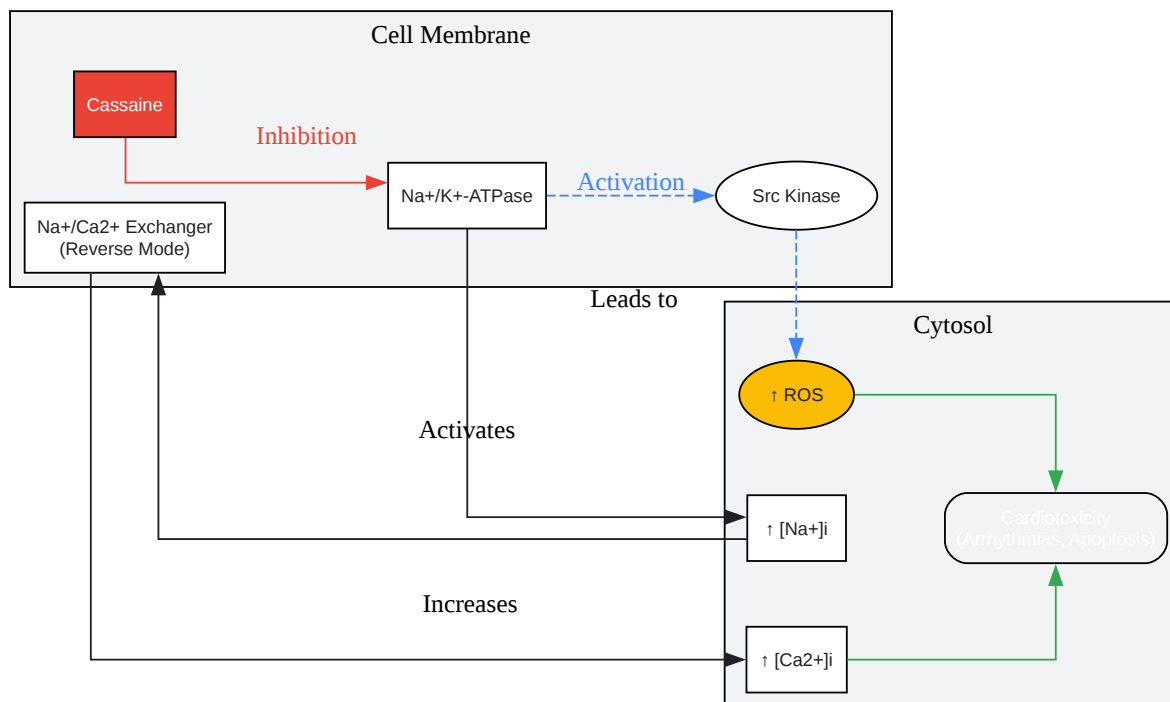 Cell Membrane
Cassaine
Inhibition
Na+/K+-ATPase
Activation
Src Kinase
Na+/Ca2+ Exchanger
(Reverse Mode)
Leads to
Cytosol
↑ ROS
Activates
↑ [Na+]i
Cardiotoxicity
(Arrhythmias, Apoptosis)
Increases
↑ [Ca2+]i